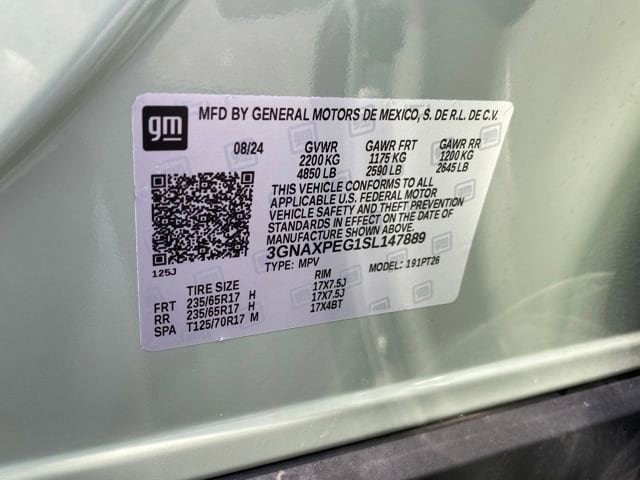 gm
MFD BY GENERAL MOTORS DE MEXICO, S. DE R.L. DE C.V.
08/24 GVWR GAWR FRT GAWR RR
2200 KG 1175 KG 1200 KG
4850 LB 2590 LB 2645 LB
THIS VEHICLE CONFORMS TO ALL
APPLICABLE U.S. FEDERAL MOTOR
VEHICLE SAFETY AND THEFT PREVENTION
STANDARDS IN EFFECT ON THE DATE OF
MANUFACTURE.
3GNAXPEG1SL147889
125J
TYPE: MPV MODEL: 191PT26
TIRE SIZE RIM
FRT 235/65R17 H 17X7.5J
RR 235/65R17 H 17X7.5J
SPA T125/70R17 M 17X4BT